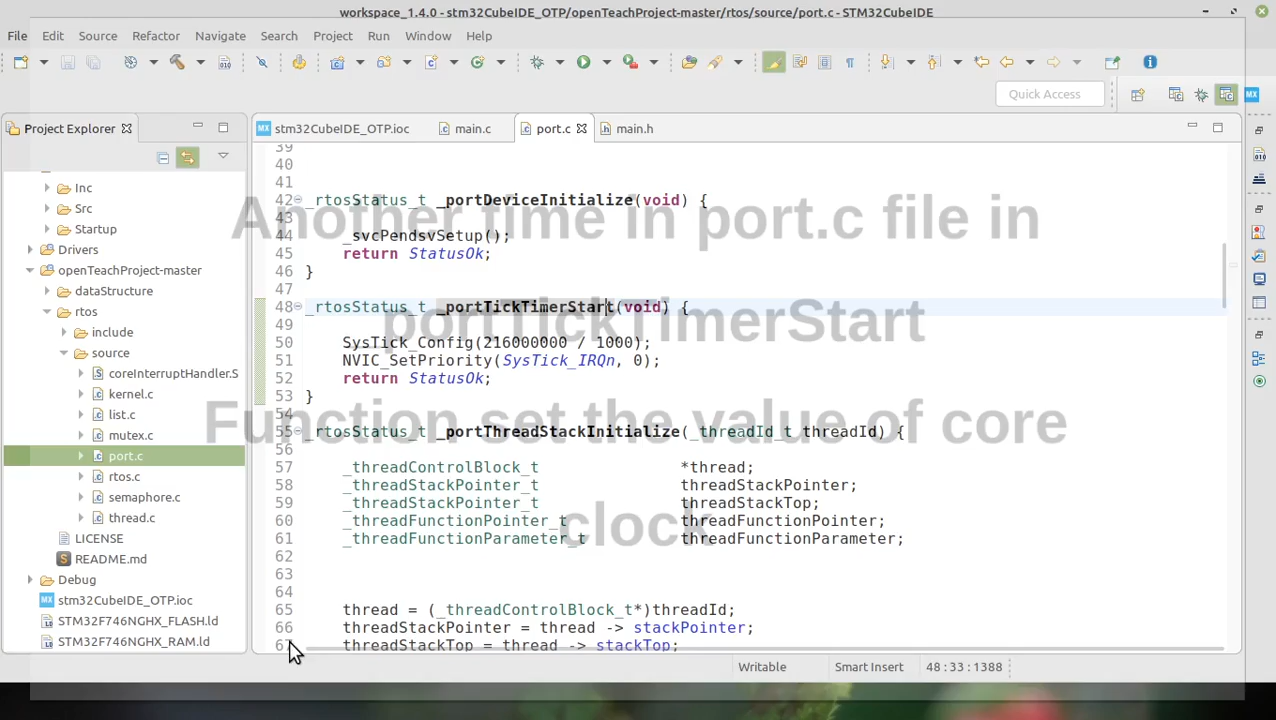 workspace_1.4.0 - stm32CubeIDE_OTP/openTeachProject-master/rtos/source/port.c - STM32CubeIDE
File Edit Source Refactor Navigate Search Project Run Window Help
Quick Access
MX
Project Explorer
MX stm32CubeIDE_OTP.ioc
main.c
port.c
main.h
Inc
Src
Startup
Drivers
openTeachProject-master
dataStructure
rtos
include
source
coreInterruptHandler.S
kernel.c
list.c
mutex.c
port.c
rtos.c
semaphore.c
thread.c
LICENSE
README.md
Debug
MX stm32CubeIDE_OTP.ioc
STM32F746NGHX_FLASH.ld
STM32F746NGHX_RAM.ld
39
40
41
42 _rtosStatus_t _portDeviceInitialize(void) {
43
44 _svcPendsvSetup();
45 return StatusOk;
46 }
47
48 _rtosStatus_t _portTickTimerStart(void) {
49
50 SysTick_Config(216000000 / 1000);
51 NVIC_SetPriority(SysTick_IRQn, 0);
52 return StatusOk;
53 }
54
55 _rtosStatus_t _portThreadStackInitialize(_threadId_t threadId) {
56
57 _threadControlBlock_t *thread;
58 _threadStackPointer_t threadStackPointer;
59 _threadStackPointer_t threadStackTop;
60 _threadFunctionPointer_t threadFunctionPointer;
61 _threadFunctionParameter_t threadFunctionParameter;
62
63
64
65 thread = (_threadControlBlock_t*)threadId;
66 threadStackPointer = thread -> stackPointer;
67 threadStackTop = thread -> stackTop;
Another time in port.c file in
portTickTimerStart
Function set the value of core
clock
Writable Smart Insert 48 : 33 : 1388